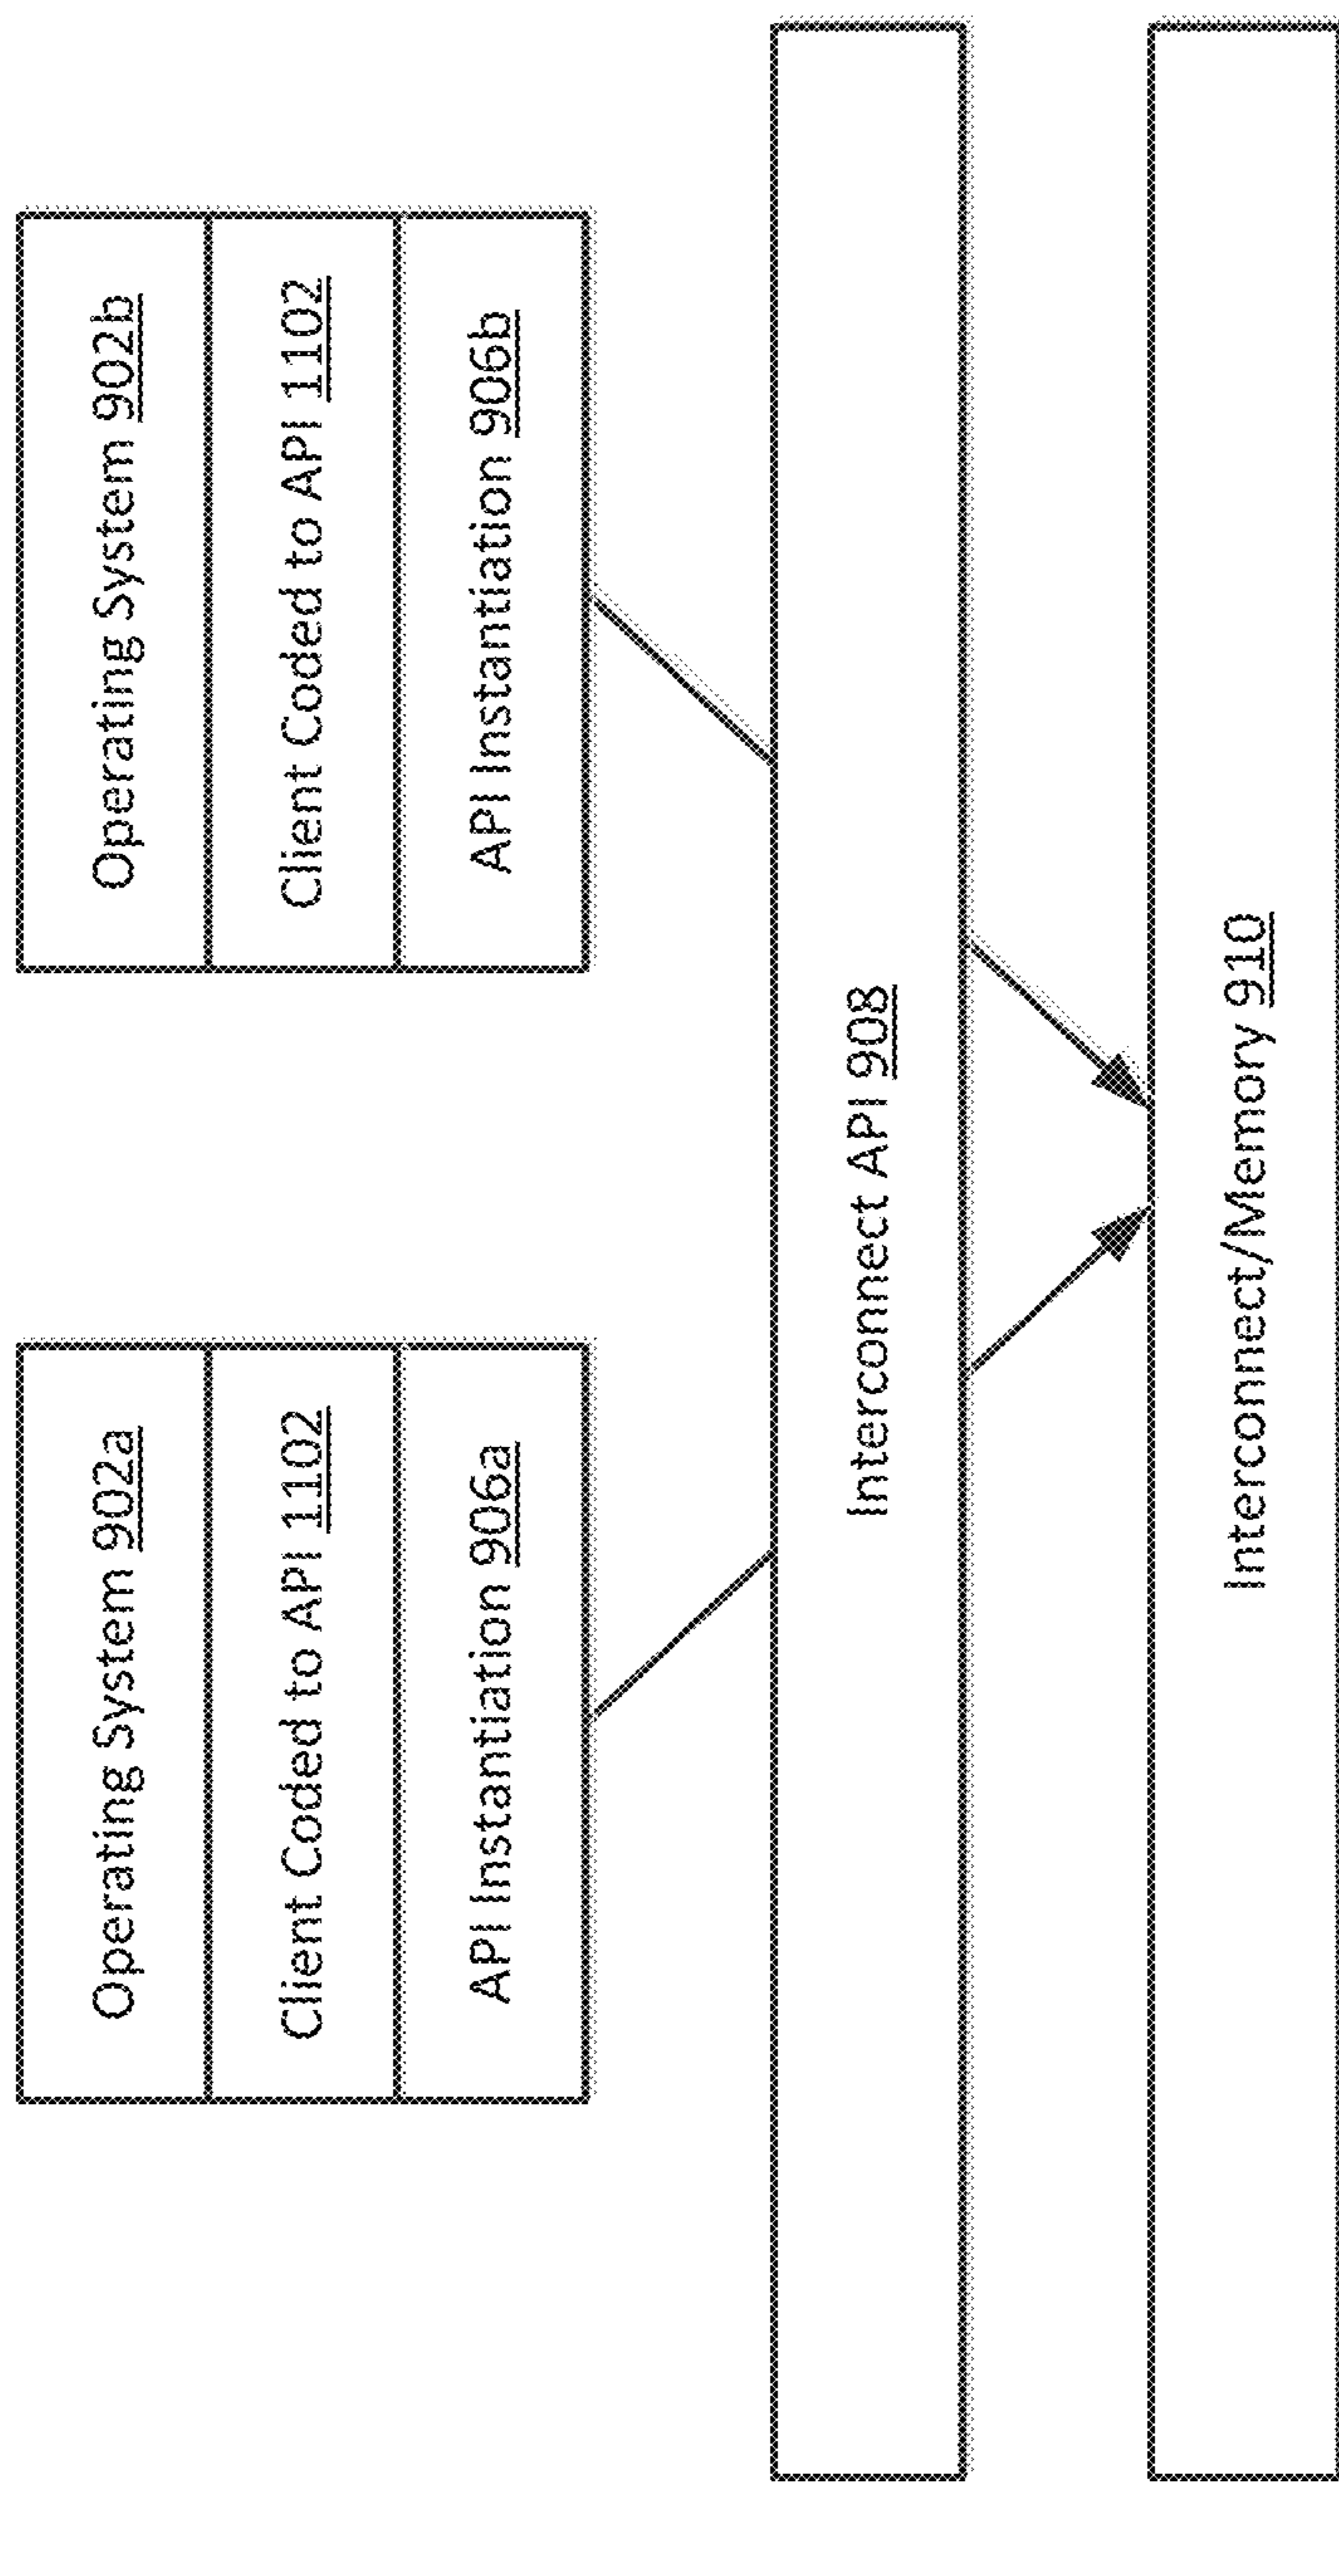 Operating System 902a
Client Coded to API 1102
API Instantiation 906a
Operating System 902b
Client Coded to API 1102
API Instantiation 906b
Interconnect API 908
Interconnect/Memory 910